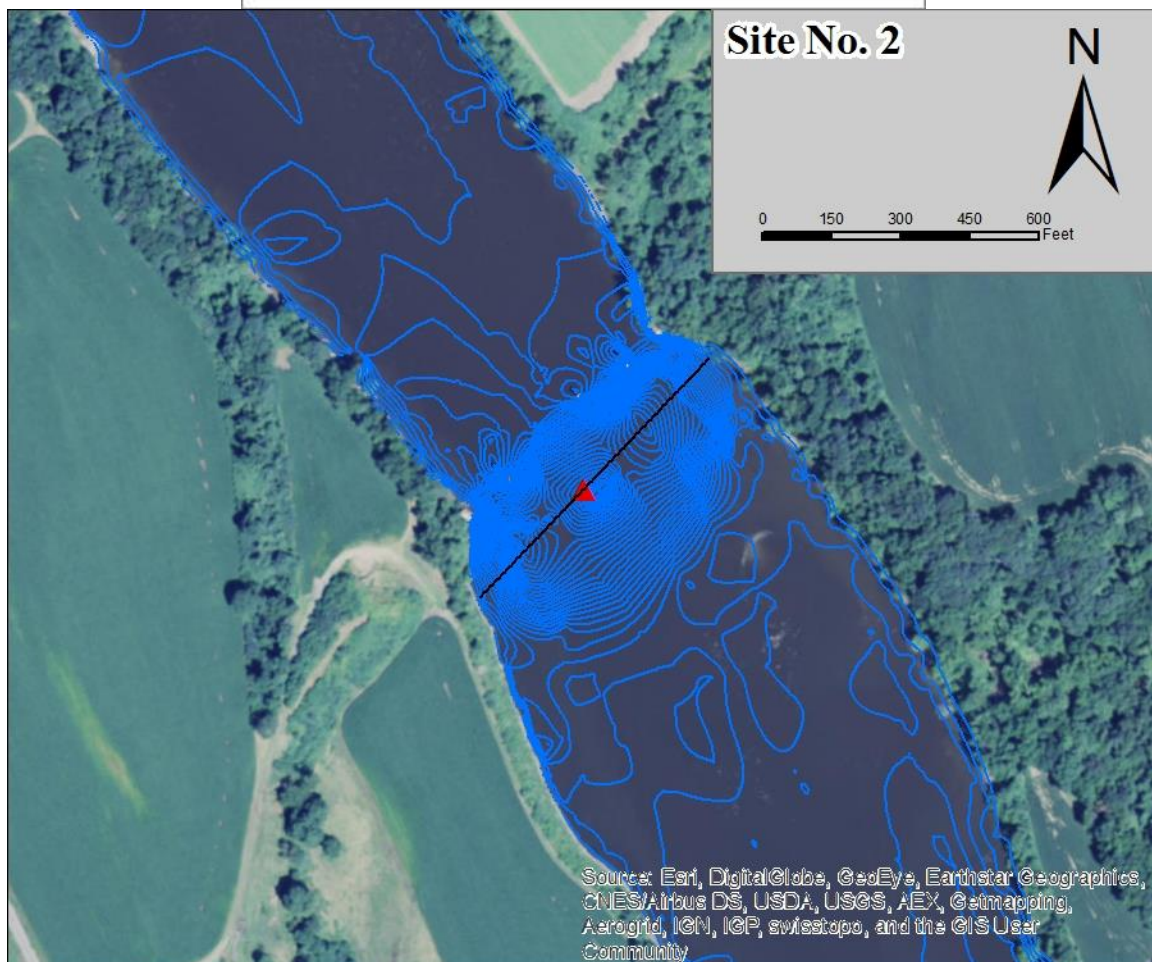 Site No. 2
N
0 150 300 450 600
Feet
Source: Esri, DigitalGlobe, GeoEye, Earthstar Geographics,
CNES/Airbus DS, USDA, USGS, AEX, Getmapping,
Aerogrid, IGN, IGP, swisstopo, and the GIS User
Community